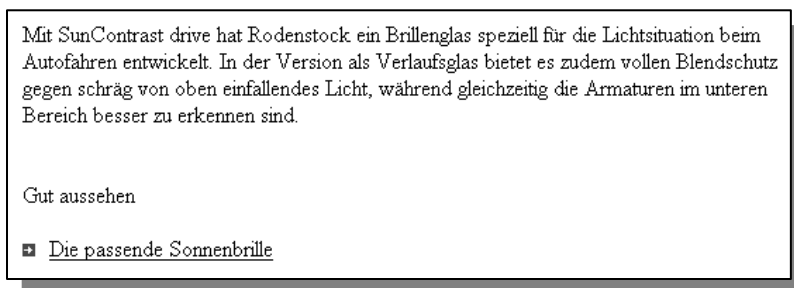 Mit SunContrast drive hat Rodenstock ein Brillenglas speziell für die Lichtsituation beim
Autofahren entwickelt. In der Version als Verlaufsglas bietet es zudem vollen Blendschutz
gegen schräg von oben einfallendes Licht, während gleichzeitig die Armaturen im unteren
Bereich besser zu erkennen sind.
Gut aussehen
Die passende Sonnenbrille